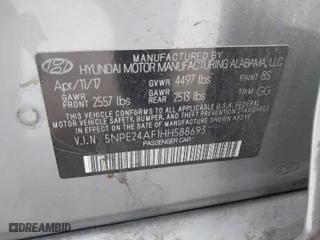 MANUFACTURED BY
HYUNDAI MOTOR MANUFACTURING ALABAMA, LLC
Apr/11/17 GVWR 4497 lbs PAINT 8S
GAWR FRONT 2557 lbs GAWR REAR 2513 lbs TRIM GG
THIS VEHICLE CONFORMS TO ALL APPLICABLE FEDERAL MOTOR VEHICLE
SAFETY, BUMPER, AND THEFT PREVENTION STANDARDS IN EFFECT ON
THE DATE OF MANUFACTURE SHOWN ABOVE.
V.I.N 5NPE24AF1HH588693
PASSENGER CAR